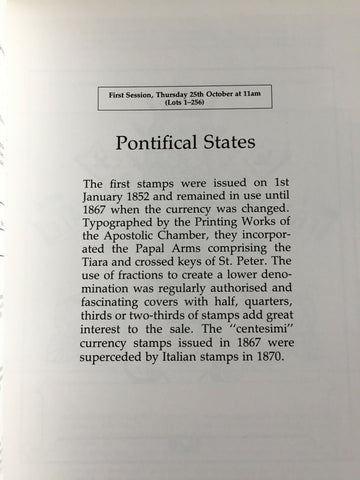 First Session, Thursday 25th October at 11am
(Lots 1–256)
Pontifical States
The first stamps were issued on 1st
January 1852 and remained in use until
1867 when the currency was changed.
Typographed by the Printing Works of
the Apostolic Chamber, they incorpor-
ated the Papal Arms comprising the
Tiara and crossed keys of St. Peter. The
use of fractions to create a lower deno-
mination was regularly authorised and
fascinating covers with half, quarters,
thirds or two-thirds of stamps add great
interest to the sale. The "centesimi"
currency stamps issued in 1867 were
superceded by Italian stamps in 1870.